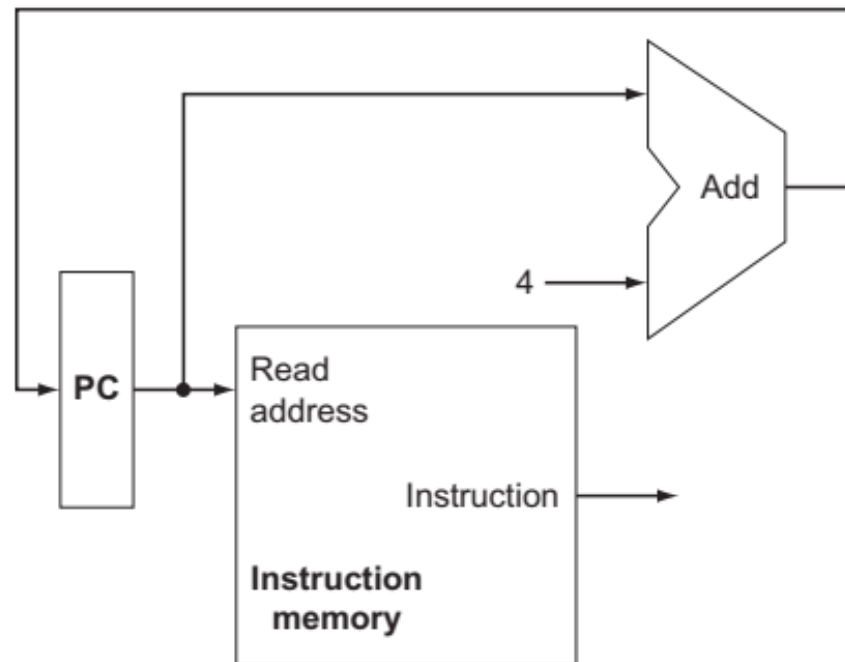 Add
4
PC
Read
address
Instruction
Instruction
memory